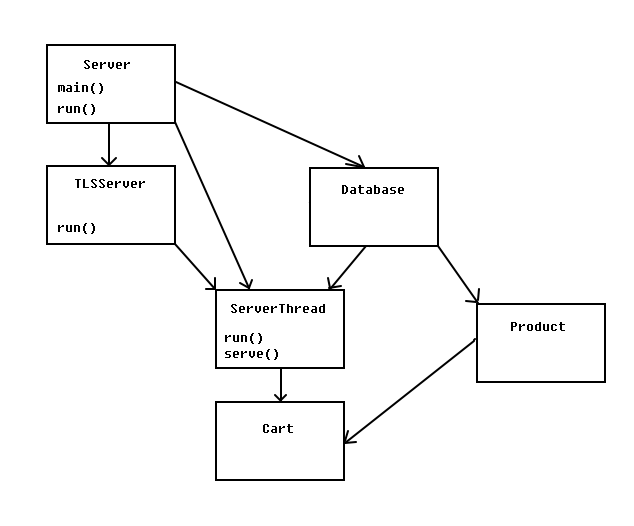 Server
main()
run()
TLSServer
run()
Database
ServerThread
run()
serve()
Product
Cart